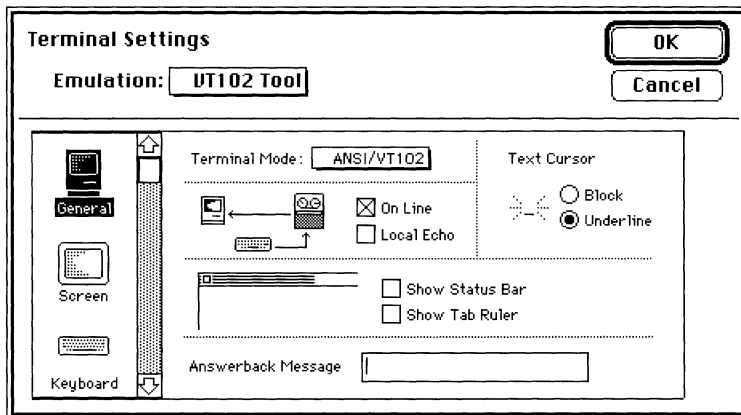 Terminal Settings
OK
Emulation: VT102 Tool
Cancel
General
Screen
Keyboard
Terminal Mode: ANSI/VT102
On Line
Local Echo
Text Cursor
Block
Underline
Show Status Bar
Show Tab Ruler
Answerback Message